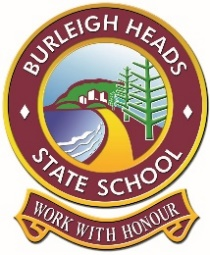 BURLEIGH HEADS
STATE SCHOOL
WORK WITH HONOUR